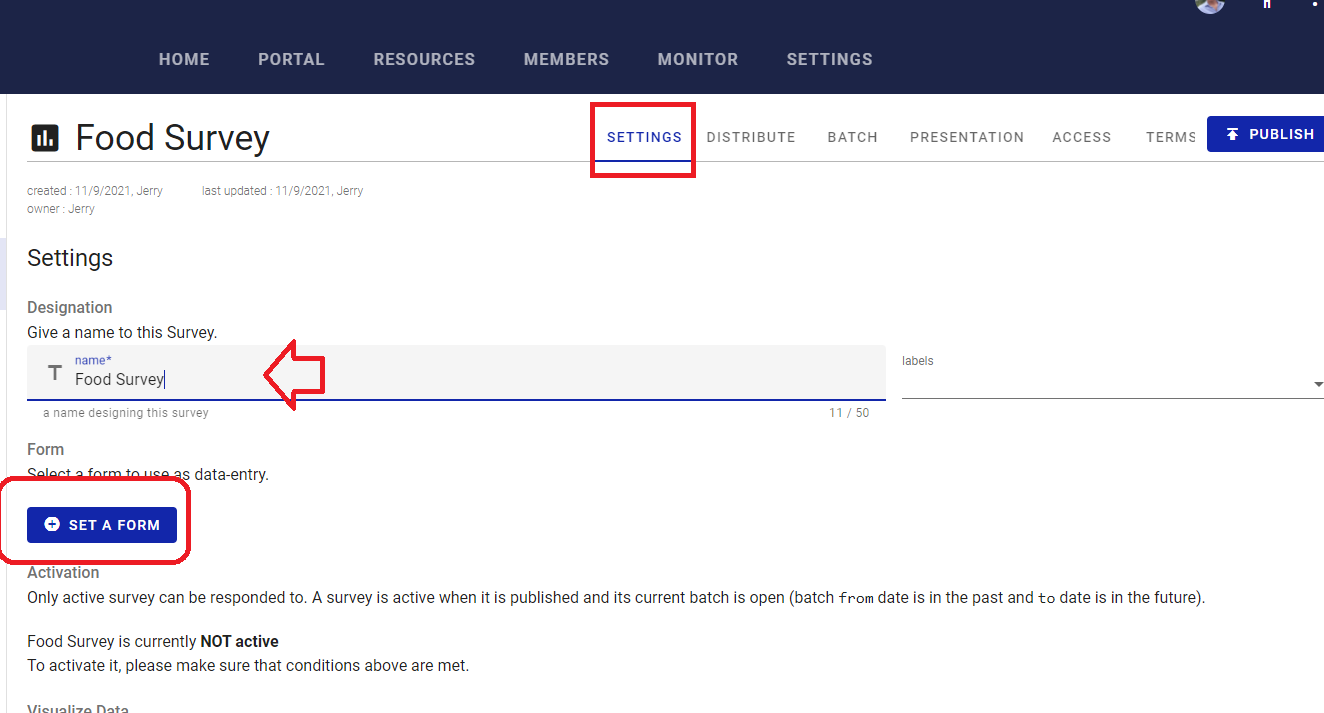 HOME PORTAL RESOURCES MEMBERS MONITOR SETTINGS
Food Survey
SETTINGS DISTRIBUTE BATCH PRESENTATION ACCESS TERMS PUBLISH
created : 11/9/2021, Jerry last updated : 11/9/2021, Jerry
owner : Jerry
Settings
Designation
Give a name to this Survey.
name*
Food Survey
labels
a name designing this survey 11 / 50
Form
Select a form to use as data-entry.
SET A FORM
Activation
Only active survey can be responded to. A survey is active when it is published and its current batch is open (batch from date is in the past and to date is in the future).
Food Survey is currently NOT active
To activate it, please make sure that conditions above are met.
Visualize Data